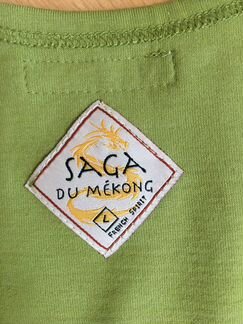 SAGA
DU MÉKONG
L
FRENCH SPIRIT